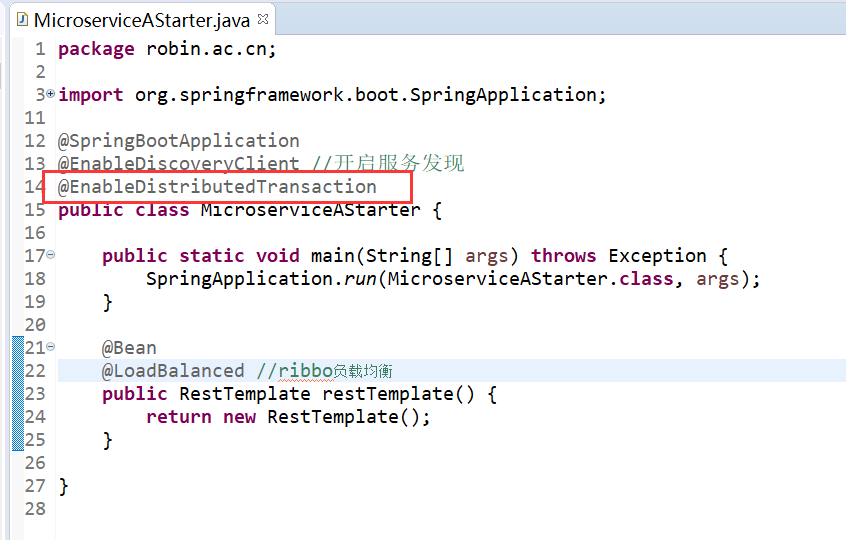 MicroserviceAStarter.java
1 package robin.ac.cn;
2
3 import org.springframework.boot.SpringApplication;
11
12 @SpringBootApplication
13 @EnableDiscoveryClient //开启服务发现
14 @EnableDistributedTransaction
15 public class MicroserviceAStarter {
16
17 public static void main(String[] args) throws Exception {
18 SpringApplication.run(MicroserviceAStarter.class, args);
19 }
20
21 @Bean
22 @LoadBalanced //ribbo负载均衡
23 public RestTemplate restTemplate() {
24 return new RestTemplate();
25 }
26
27 }
28